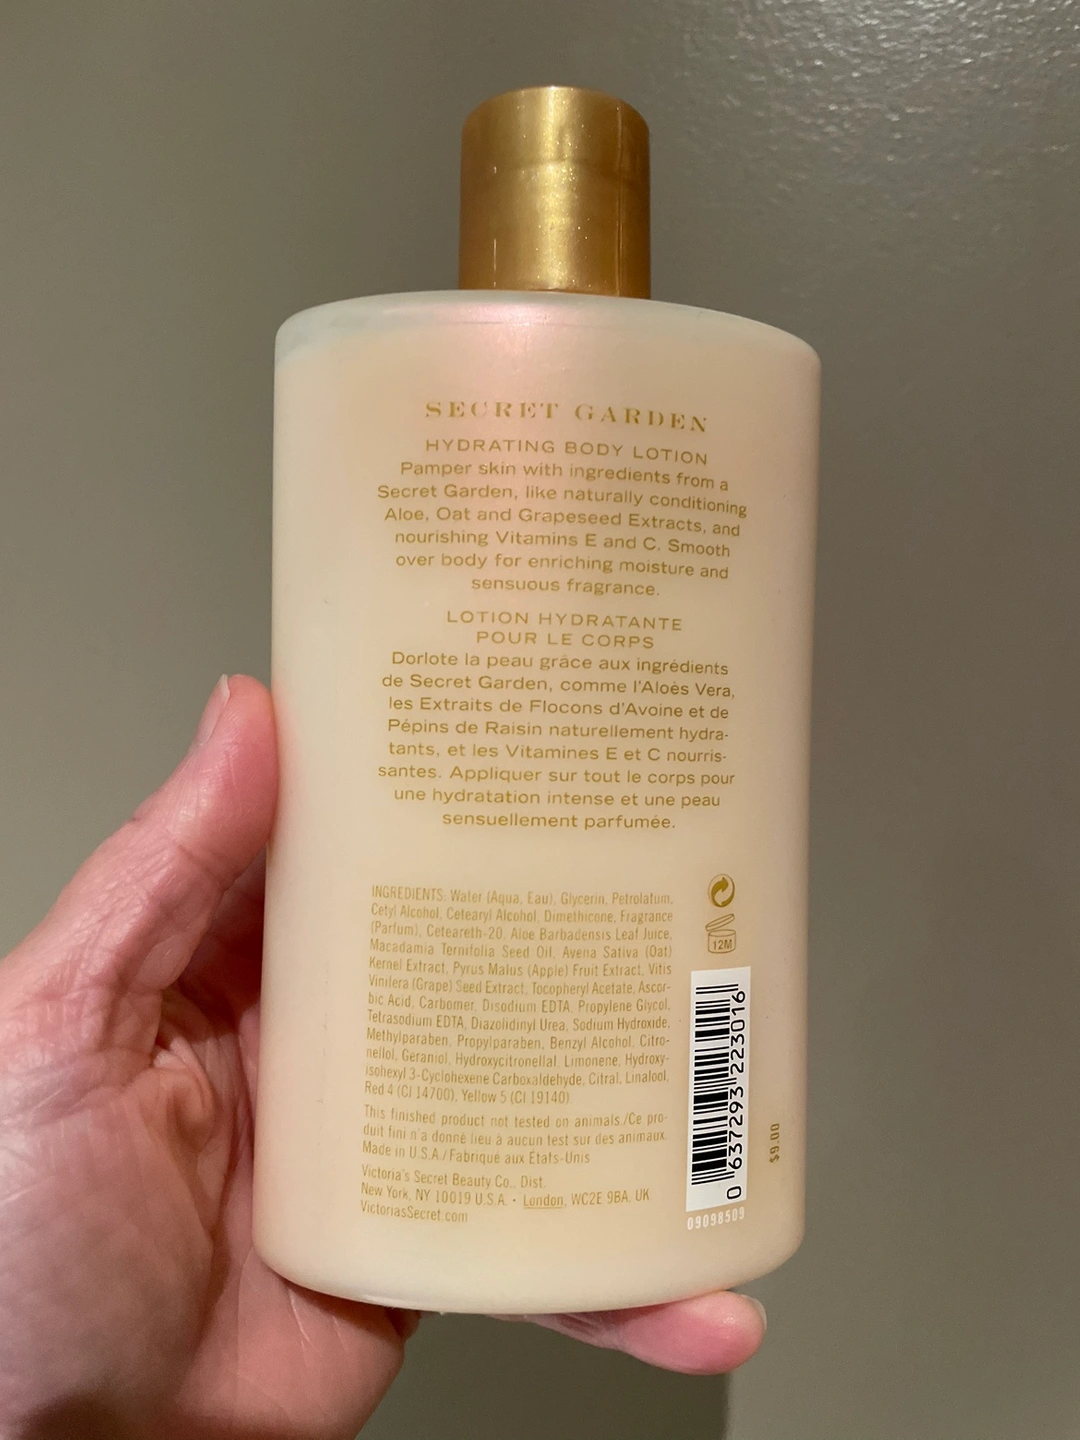 SECRET GARDEN
HYDRATING BODY LOTION
Pamper skin with ingredients from a
Secret Garden, like naturally conditioning
Aloe, Oat and Grapeseed Extracts, and
nourishing Vitamins E and C. Smooth
over body for enriching moisture and
sensuous fragrance.
LOTION HYDRATANTE
POUR LE CORPS
Dorlote la peau grâce aux ingrédients
de Secret Garden, comme l'Aloès Vera,
les Extraits de Flocons d'Avoine et de
Pépins de Raisin naturellement hydra-
tants, et les Vitamines E et C nourris-
santes. Appliquer sur tout le corps pour
une hydratation intense et une peau
sensuellement parfumée.
INGREDIENTS: Water (Aqua, Eau), Glycerin, Petrolatum,
Cetyl Alcohol, Cetearyl Alcohol, Dimethicone, Fragrance
(Parfum), Ceteareth-20, Aloe Barbadensis Leaf Juice,
Macadamia Ternifolia Seed Oil, Avena Sativa (Oat)
Kernel Extract, Pyrus Malus (Apple) Fruit Extract, Vitis
Vinifera (Grape) Seed Extract, Tocopheryl Acetate, Ascor-
bic Acid, Carbomer, Disodium EDTA, Propylene Glycol,
Tetrasodium EDTA, Diazolidinyl Urea, Sodium Hydroxide,
Methylparaben, Propylparaben, Benzyl Alcohol, Citro-
nellol, Geraniol, Hydroxycitronellal, Limonene, Hydroxy-
isohexyl 3-Cyclohexene Carboxaldehyde, Citral, Linalool,
Red 4 (CI 14700), Yellow 5 (CI 19140).
This finished product not tested on animals./Ce pro-
duit fini n'a donné lieu à aucun test sur des animaux.
Made in U.S.A./Fabriqué aux États-Unis
Victoria's Secret Beauty Co., Dist.
New York, NY 10019 U.S.A. • London, WC2E 9BA, UK
VictoriasSecret.com
12M
0 637293 223016
09098509
$9.00